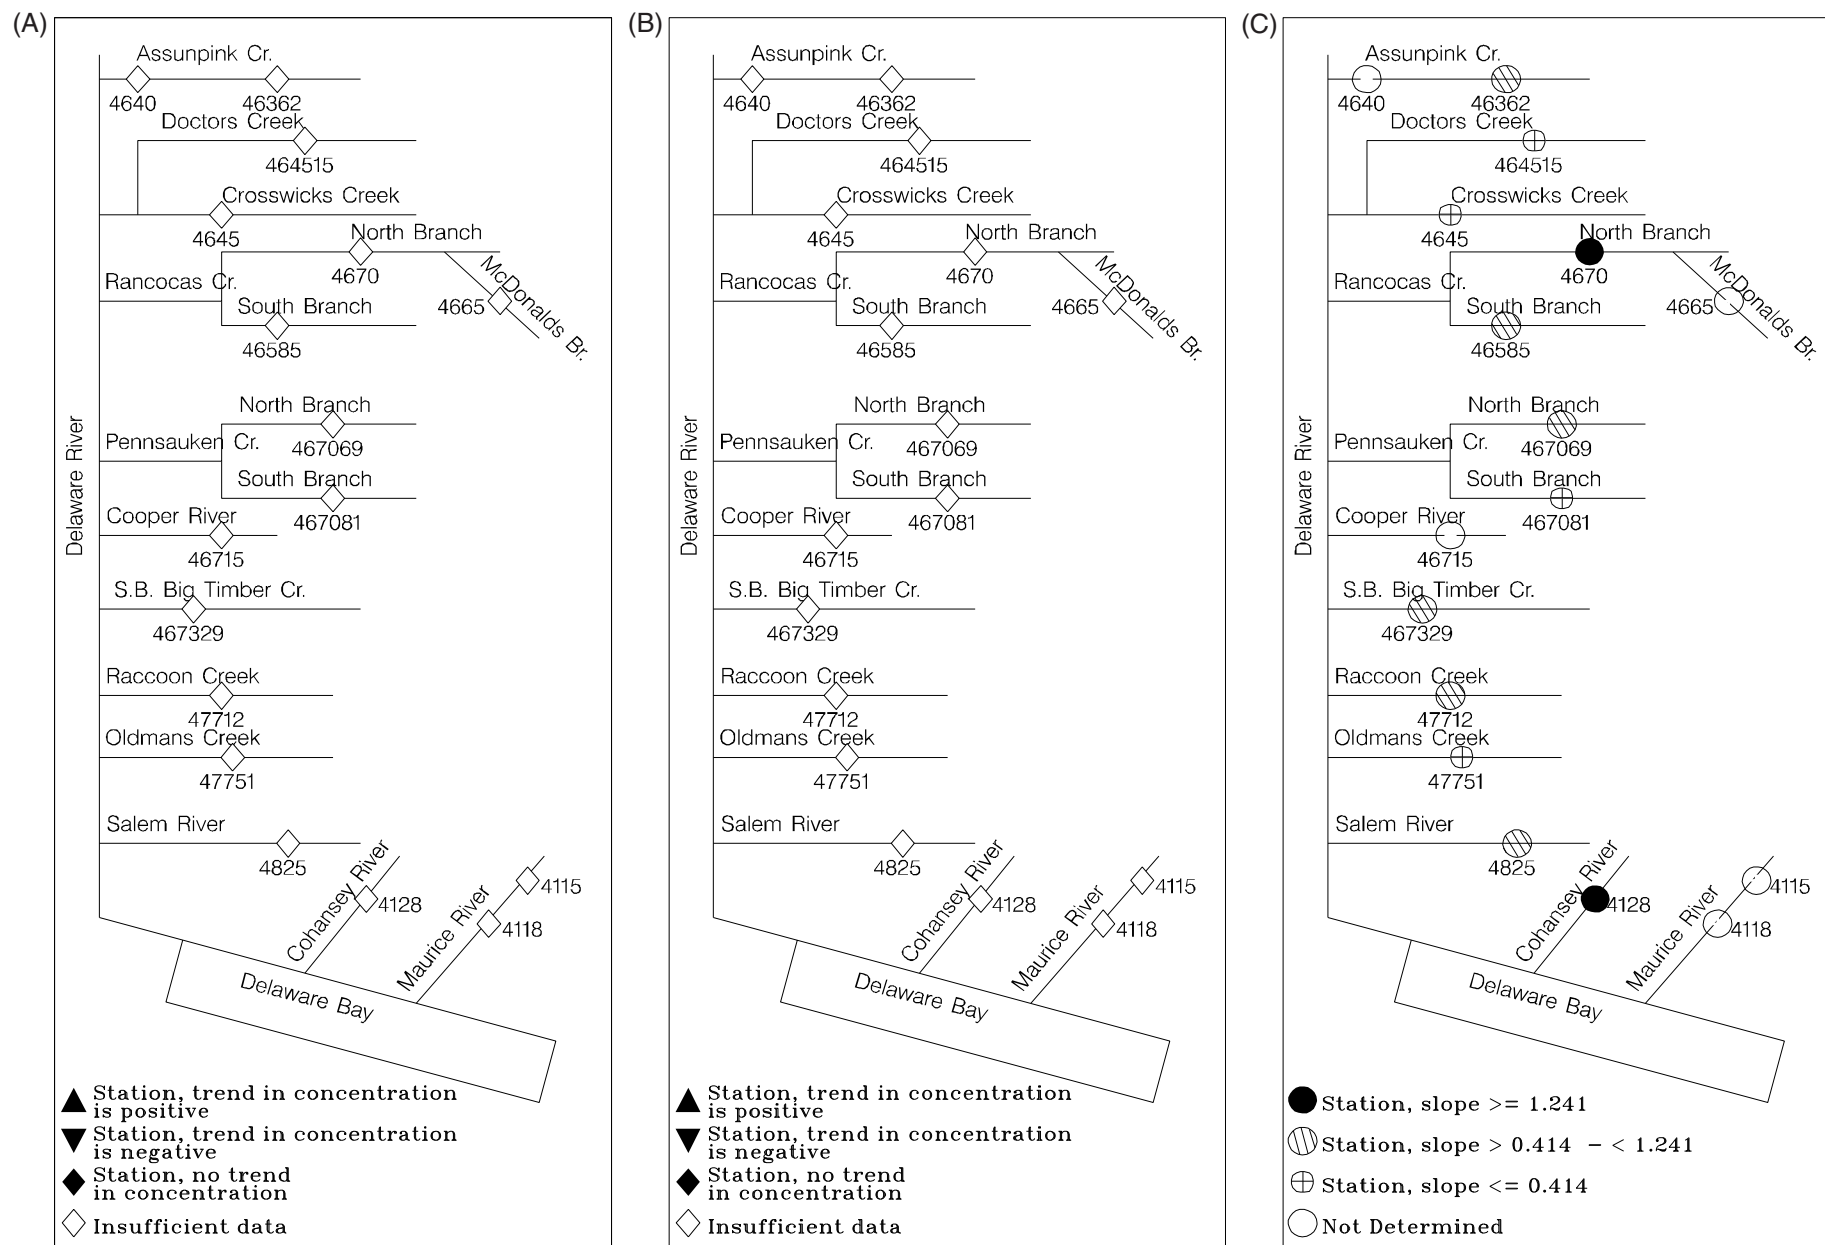 (A)
Assunpink Cr.
4640
46362
Doctors Creek
464515
Crosswicks Creek
4645
North Branch
4670
McDonalds Br.
4665
Rancocas Cr.
South Branch
46585
Delaware River
North Branch
467069
Pennsauken Cr.
South Branch
467081
Cooper River
46715
S.B. Big Timber Cr.
467329
Raccoon Creek
47712
Oldmans Creek
47751
Salem River
4825
Cohansey River
4128
Maurice River
4115
4118
Delaware Bay
Station, trend in concentration
is positive
Station, trend in concentration
is negative
Station, no trend
in concentration
Insufficient data
(B)
Assunpink Cr.
4640
46362
Doctors Creek
464515
Crosswicks Creek
4645
North Branch
4670
McDonalds Br.
4665
Rancocas Cr.
South Branch
46585
Delaware River
North Branch
467069
Pennsauken Cr.
South Branch
467081
Cooper River
46715
S.B. Big Timber Cr.
467329
Raccoon Creek
47712
Oldmans Creek
47751
Salem River
4825
Cohansey River
4128
Maurice River
4115
4118
Delaware Bay
Station, trend in concentration
is positive
Station, trend in concentration
is negative
Station, no trend
in concentration
Insufficient data
(C)
Assunpink Cr.
4640
46362
Doctors Creek
464515
Crosswicks Creek
4645
North Branch
4670
McDonalds Br.
4665
Rancocas Cr.
South Branch
46585
Delaware River
North Branch
467069
Pennsauken Cr.
South Branch
467081
Cooper River
46715
S.B. Big Timber Cr.
467329
Raccoon Creek
47712
Oldmans Creek
47751
Salem River
4825
Cohansey River
4128
Maurice River
4115
4118
Delaware Bay
Station, slope >= 1.241
Station, slope > 0.414 - < 1.241
Station, slope <= 0.414
Not Determined